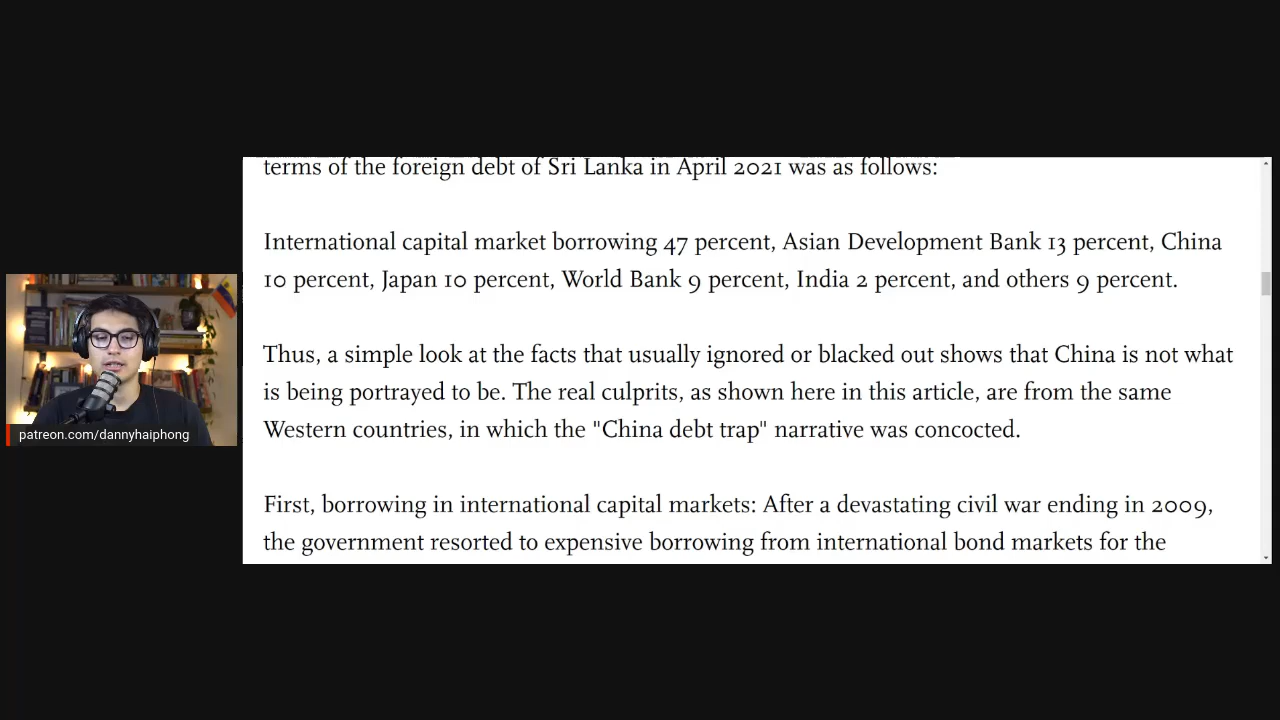 terms of the foreign debt of Sri Lanka in April 2021 was as follows:
International capital market borrowing 47 percent, Asian Development Bank 13 percent, China
10 percent, Japan 10 percent, World Bank 9 percent, India 2 percent, and others 9 percent.
Thus, a simple look at the facts that usually ignored or blacked out shows that China is not what
is being portrayed to be. The real culprits, as shown here in this article, are from the same
Western countries, in which the "China debt trap" narrative was concocted.
First, borrowing in international capital markets: After a devastating civil war ending in 2009,
the government resorted to expensive borrowing from international bond markets for the
patreon.com/dannyhaiphong